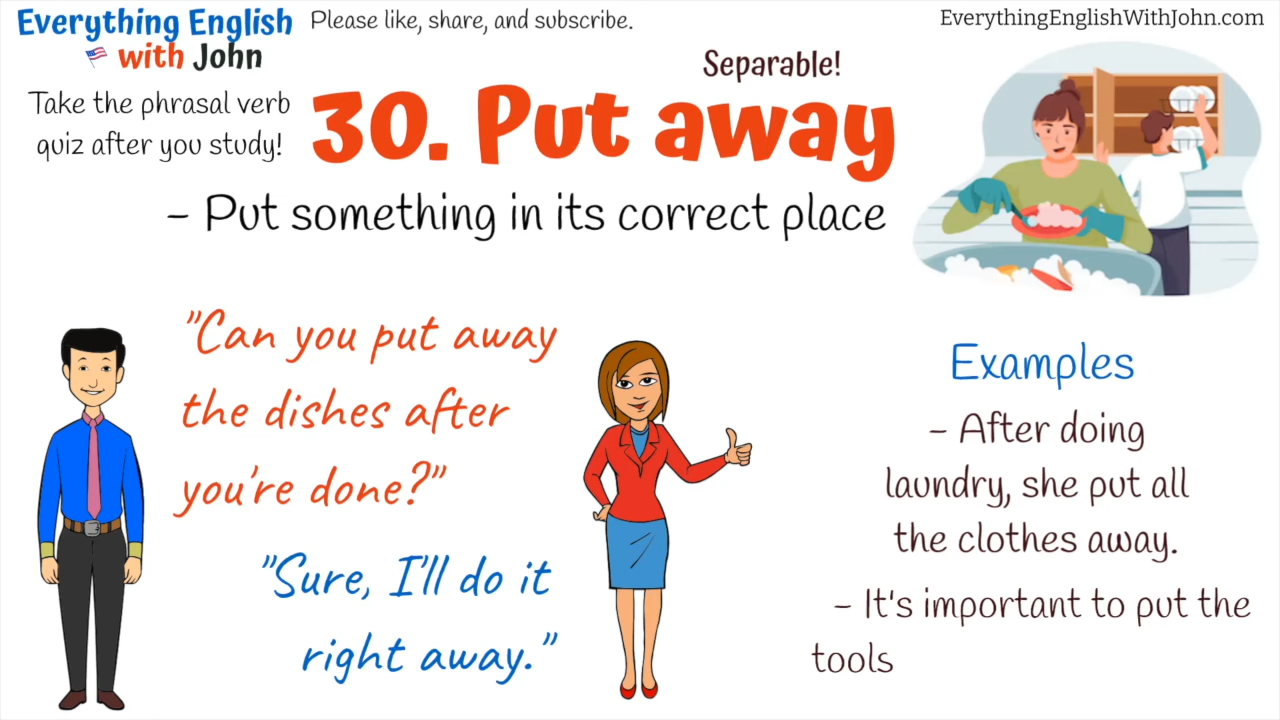 Everything English
with John
Please like, share, and subscribe.
EverythingEnglishWithJohn.com
Take the phrasal verb
quiz after you study!
Separable!
30. Put away
- Put something in its correct place
"Can you put away
the dishes after
you're done?"
"Sure, I'll do it
right away."
Examples
- After doing
laundry, she put all
the clothes away.
- It's important to put the
tools